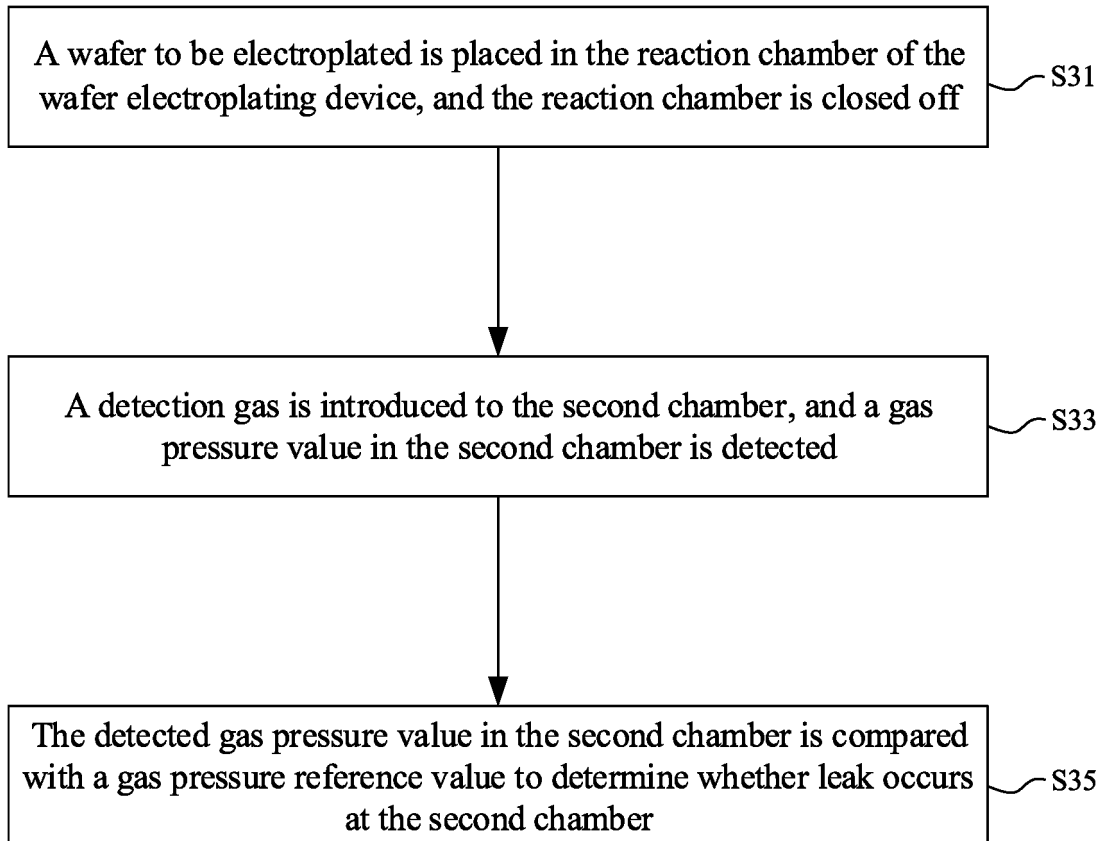 A wafer to be electroplated is placed in the reaction chamber of the
wafer electroplating device, and the reaction chamber is closed off
S31
A detection gas is introduced to the second chamber, and a gas
pressure value in the second chamber is detected
S33
The detected gas pressure value in the second chamber is compared
with a gas pressure reference value to determine whether leak occurs
at the second chamber
S35